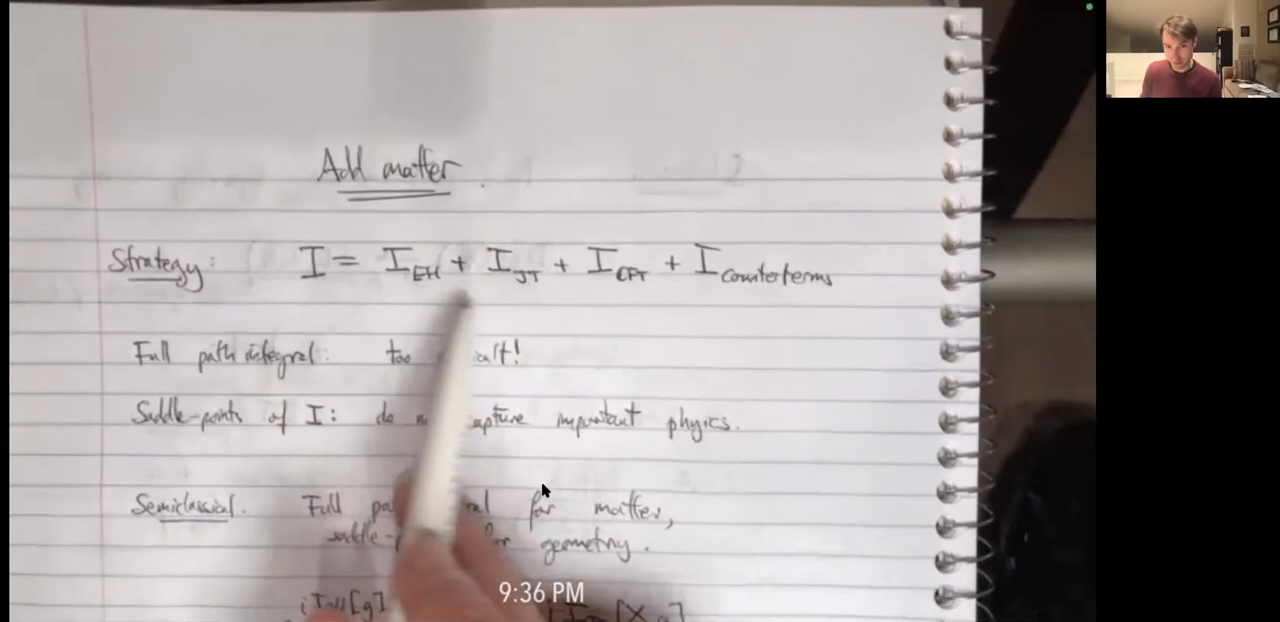 Add matter.
Strategy: I = I_EH + I_JT + I_CFT + I_counterterms
Full path integral: too !
Saddle-points of I: do important physics.
Semiclassical. Full for matter,
geometry.
9:36 PM